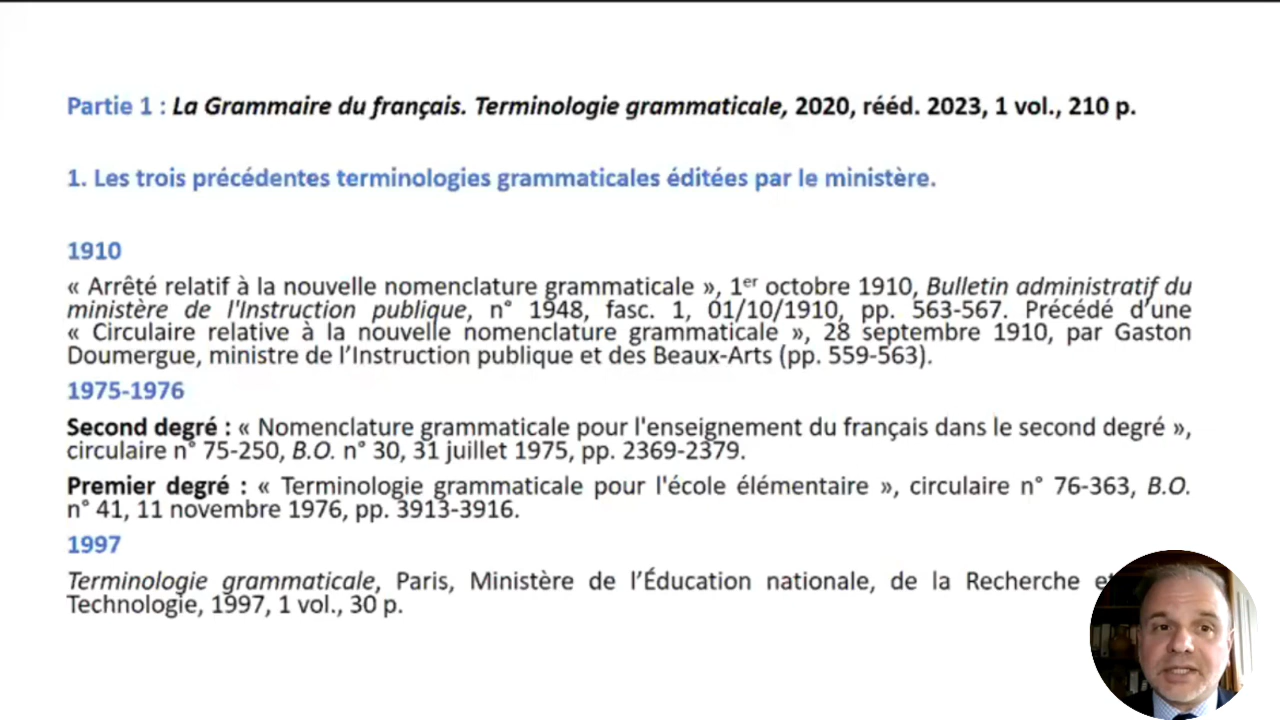 Partie 1 : La Grammaire du français. Terminologie grammaticale, 2020, rééd. 2023, 1 vol., 210 p.
1. Les trois précédentes terminologies grammaticales éditées par le ministère.
1910
« Arrêté relatif à la nouvelle nomenclature grammaticale », 1er octobre 1910, Bulletin administratif du
ministère de l'Instruction publique, n° 1948, fasc. 1, 01/10/1910, pp. 563-567. Précédé d’une
« Circulaire relative à la nouvelle nomenclature grammaticale », 28 septembre 1910, par Gaston
Doumergue, ministre de l’Instruction publique et des Beaux-Arts (pp. 559-563).
1975-1976
Second degré : « Nomenclature grammaticale pour l'enseignement du français dans le second degré »,
circulaire n° 75-250, B.O. n° 30, 31 juillet 1975, pp. 2369-2379.
Premier degré : « Terminologie grammaticale pour l'école élémentaire », circulaire n° 76-363, B.O.
n° 41, 11 novembre 1976, pp. 3913-3916.
1997
Terminologie grammaticale, Paris, Ministère de l’Éducation nationale, de la Recherche
Technologie, 1997, 1 vol., 30 p.